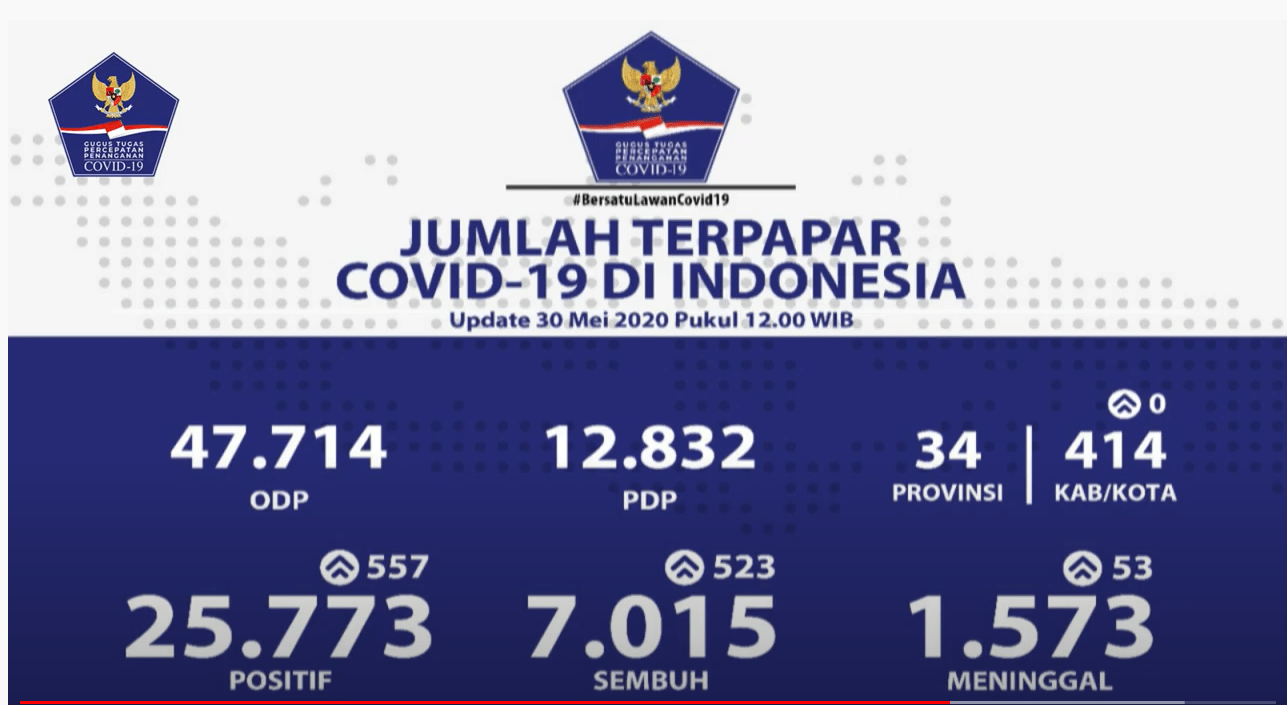 GUGUS TUGAS
PERCEPATAN
PENANGANAN
COVID-19
GUGUS TUGAS
PERCEPATAN
PENANGANAN
COVID-19
#BersatuLawanCovid19
JUMLAH TERPAPAR
COVID-19 DI INDONESIA
Update 30 Mei 2020 Pukul 12.00 WIB
47.714
ODP
12.832
PDP
34
PROVINSI
0
414
KAB/KOTA
557
25.773
POSITIF
523
7.015
SEMBUH
53
1.573
MENINGGAL